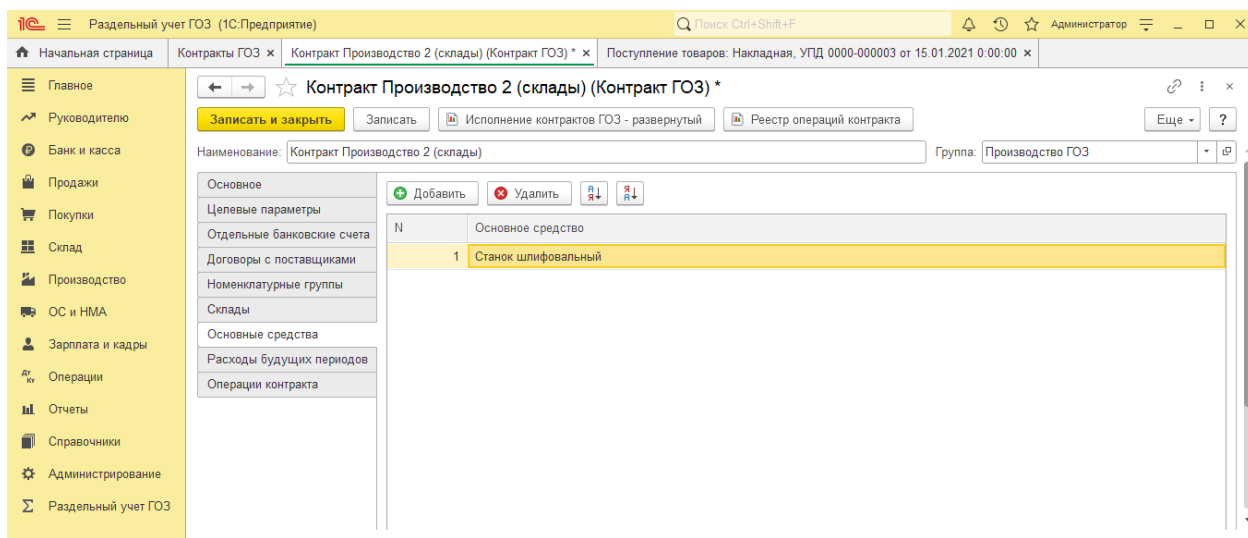 1С Раздельный учет ГОЗ (1С:Предприятие) Поиск Ctrl+Shift+F Администратор
Начальная страница Контракты ГОЗ × Контракт Производство 2 (склады) (Контракт ГОЗ) * × Поступление товаров: Накладная, УПД 0000-000003 от 15.01.2021 0:00:00 ×
Главное
Руководителю
Банк и касса
Продажи
Покупки
Склад
Производство
ОС и НМА
Зарплата и кадры
Дт Кт Операции
Отчеты
Справочники
Администрирование
Раздельный учет ГОЗ
Контракт Производство 2 (склады) (Контракт ГОЗ) *
Записать и закрыть Записать Исполнение контрактов ГОЗ - развернутый Реестр операций контракта Еще ?
Наименование: Контракт Производство 2 (склады) Группа: Производство ГОЗ
Основное
Целевые параметры
Отдельные банковские счета
Договоры с поставщиками
Номенклатурные группы
Склады
Основные средства
Расходы будущих периодов
Операции контракта
Добавить Удалить А Я Я А
N Основное средство
1 Станок шлифовальный